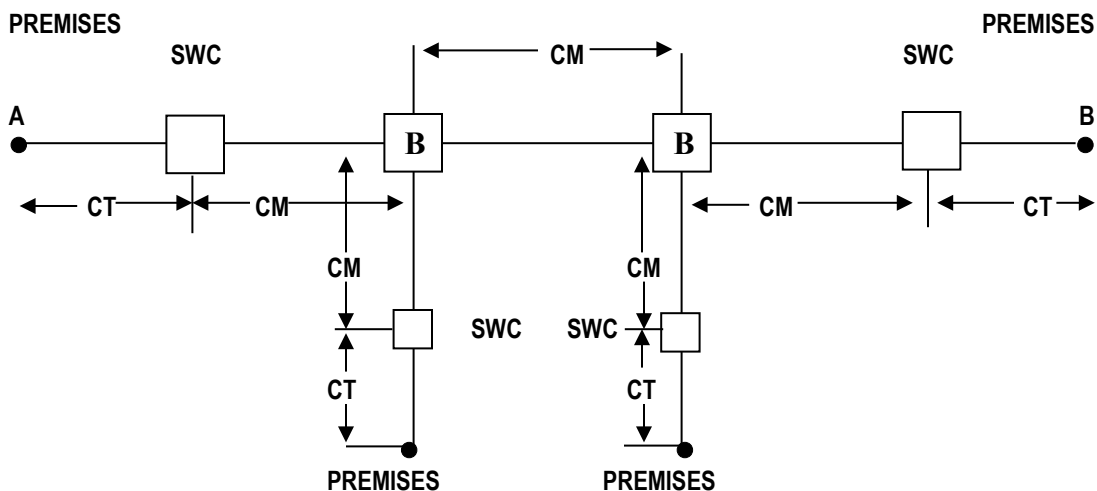 PREMISES PREMISES
SWC CM SWC
A B
B B
CT CM CM CT
CM CM
SWC SWC
CT CT
PREMISES PREMISES